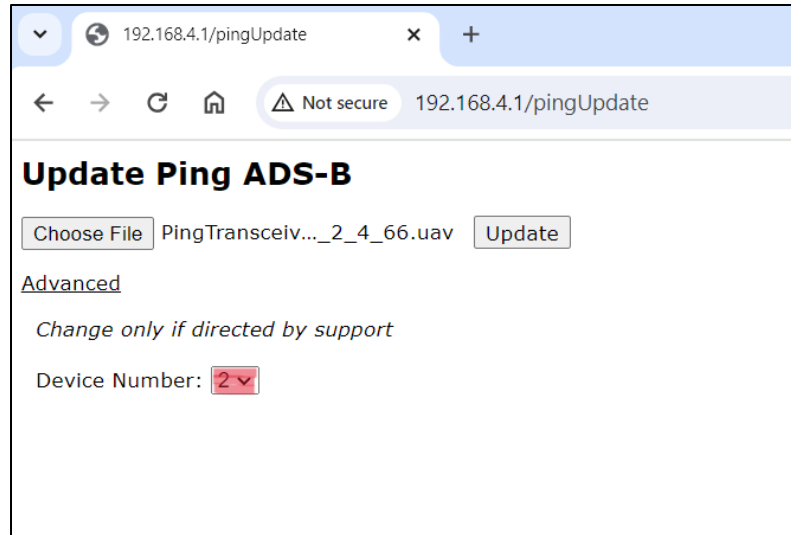 192.168.4.1/pingUpdate
Not secure 192.168.4.1/pingUpdate
Update Ping ADS-B
Choose File PingTransceiv..._2_4_66.uav Update
Advanced
Change only if directed by support
Device Number: 2